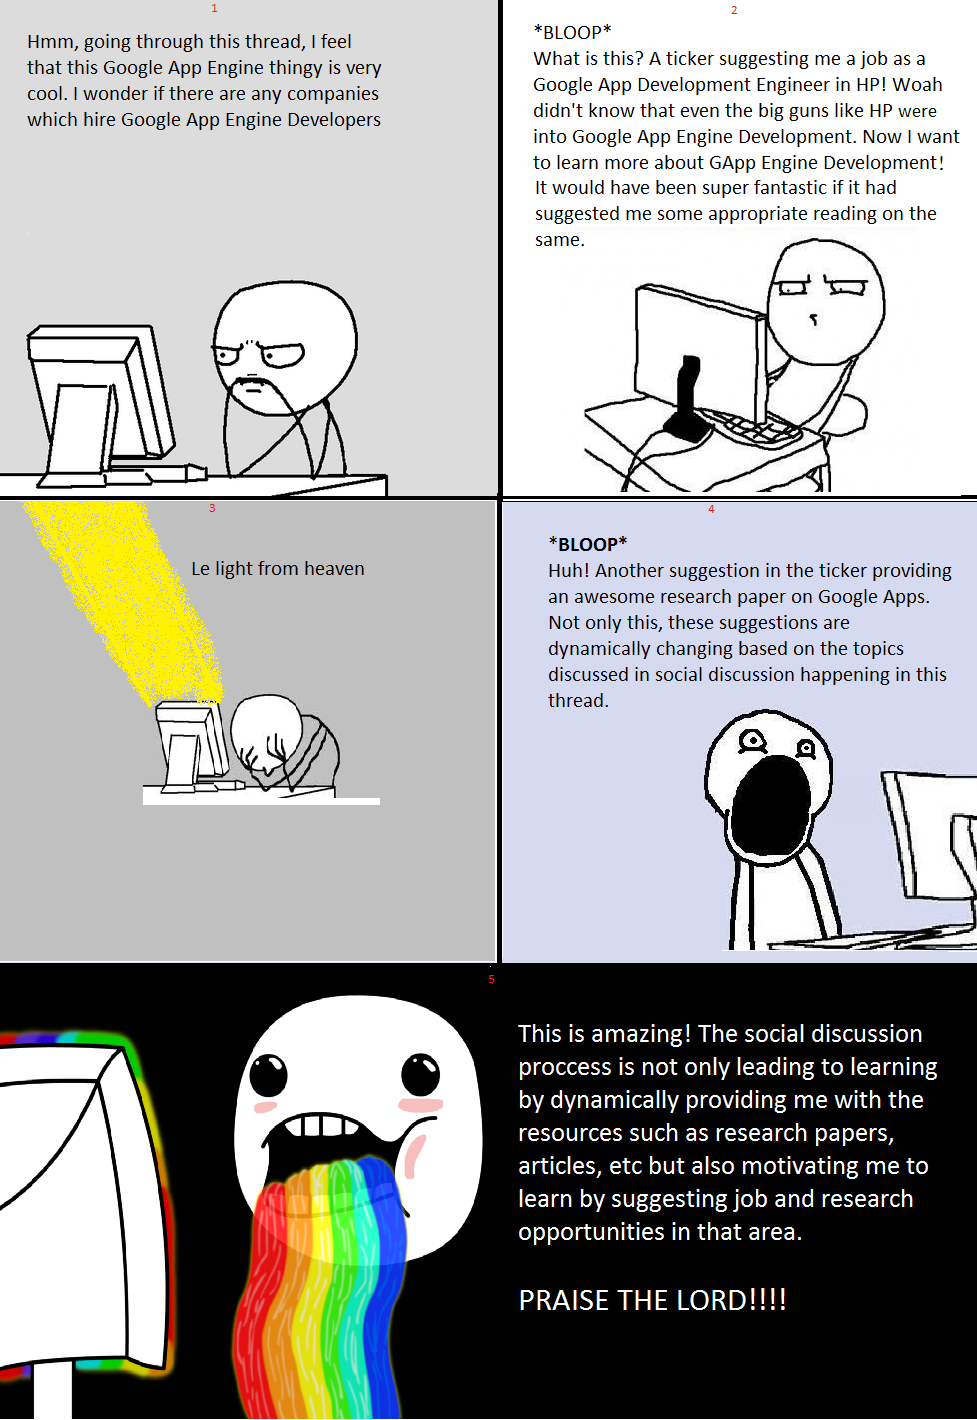 1
Hmm, going through this thread, I feel
that this Google App Engine thingy is very
cool. I wonder if there are any companies
which hire Google App Engine Developers
2
*BLOOP*
What is this? A ticker suggesting me a job as a
Google App Development Engineer in HP! Woah
didn't know that even the big guns like HP were
into Google App Engine Development. Now I want
to learn more about GApp Engine Development!
It would have been super fantastic if it had
suggested me some appropriate reading on the
same.
3
Le light from heaven
4
*BLOOP*
Huh! Another suggestion in the ticker providing
an awesome research paper on Google Apps.
Not only this, these suggestions are
dynamically changing based on the topics
discussed in social discussion happening in this
thread.
5
This is amazing! The social discussion
proccess is not only leading to learning
by dynamically providing me with the
resources such as research papers,
articles, etc but also motivating me to
learn by suggesting job and research
opportunities in that area.
PRAISE THE LORD!!!!